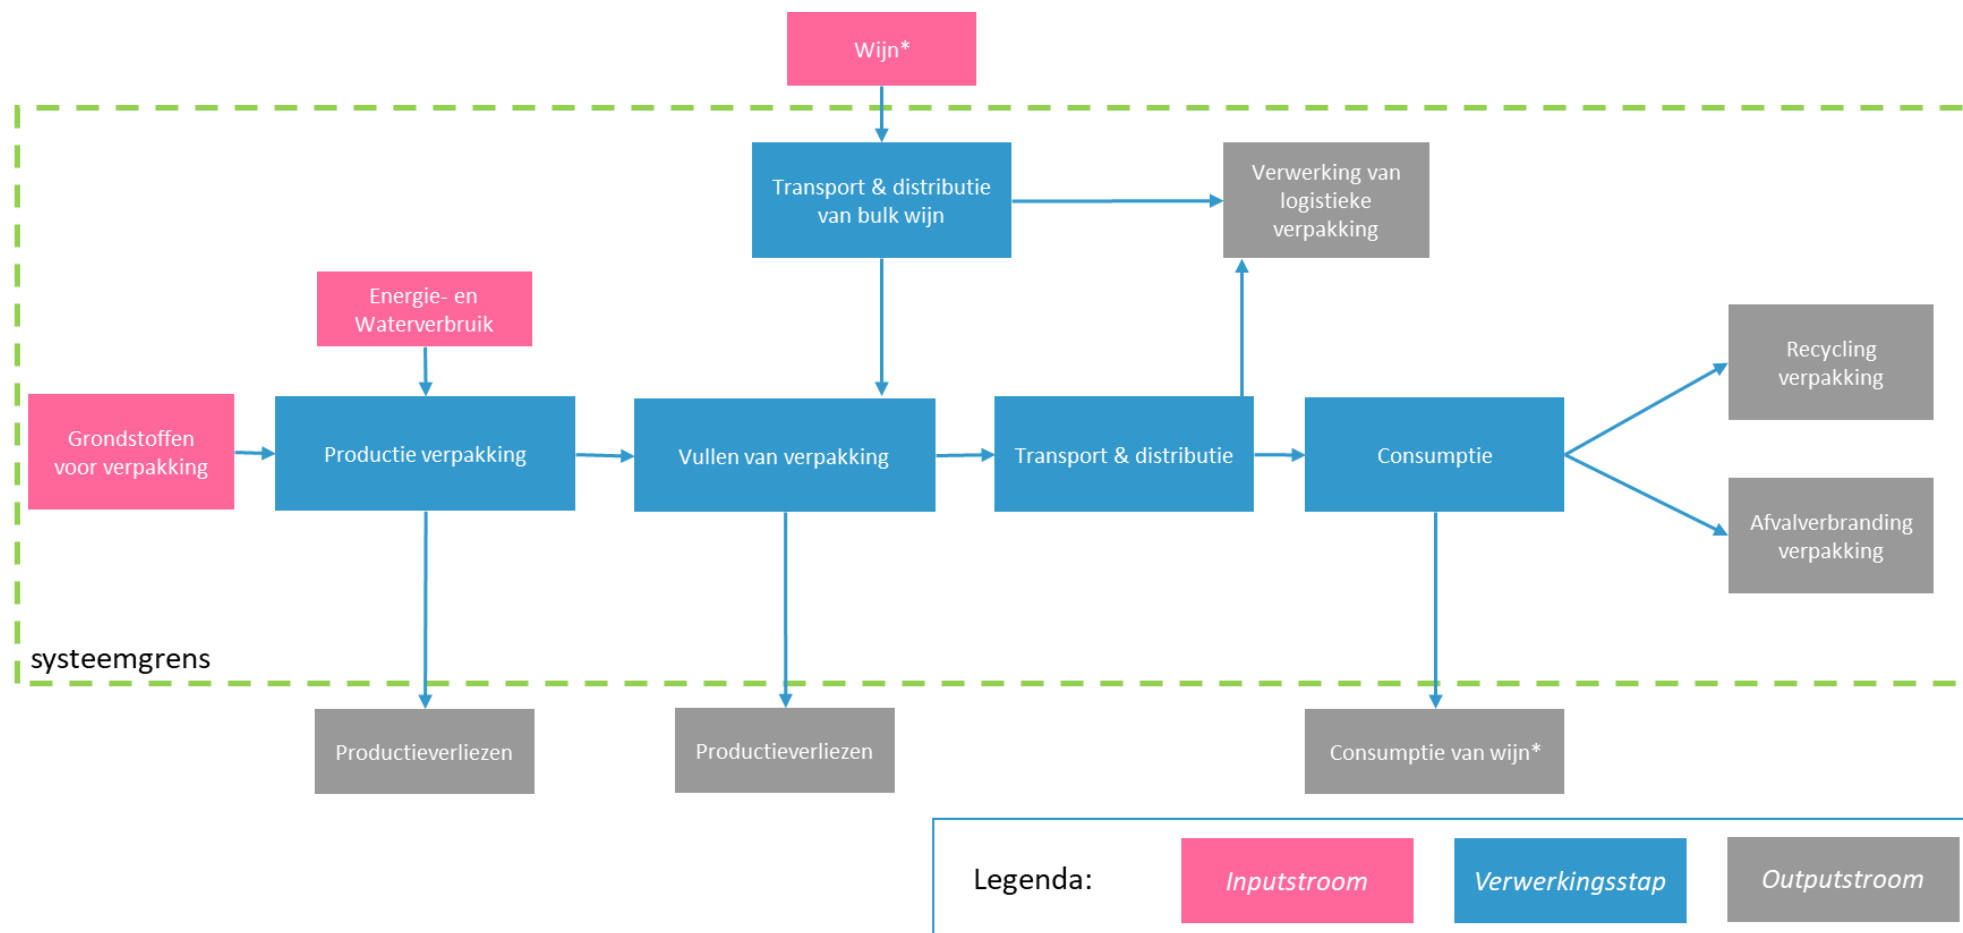 Wijn*
Transport & distributie
van bulk wijn
Verwerking van
logistieke
verpakking
Energie- en
Waterverbruik
Recycling
verpakking
Grondstoffen
voor verpakking
Productie verpakking
Vullen van verpakking
Transport & distributie
Consumptie
Afvalverbranding
verpakking
systeemgrens
Productieverliezen
Productieverliezen
Consumptie van wijn*
Legenda:
Inputstroom
Verwerkingsstap
Outputstroom